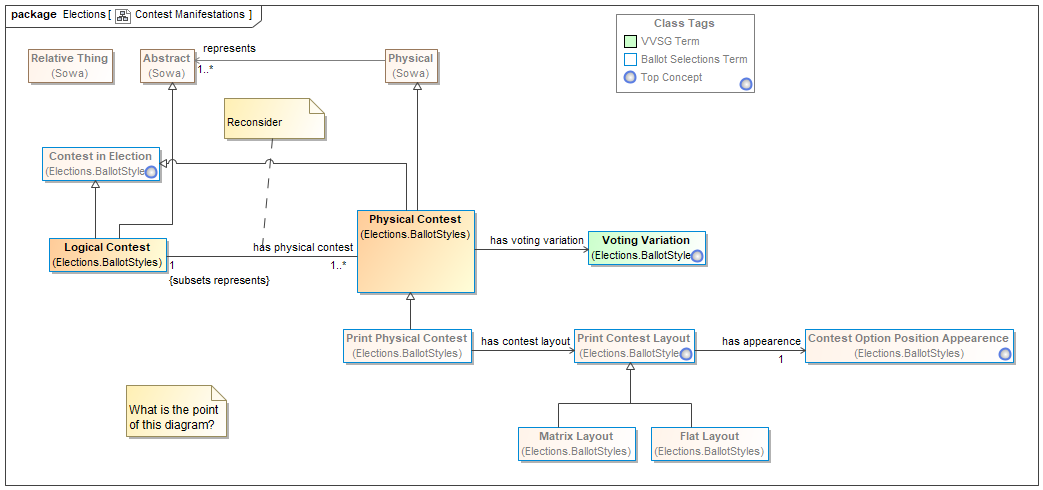 package Elections [ Contest Manifestations ]
Class Tags
VVSG Term
Ballot Selections Term
Top Concept
Relative Thing
(Sowa)
Abstract
(Sowa)
represents
1..*
Physical
(Sowa)
Reconsider
Contest in Election
(Elections.BallotStyle
Physical Contest
(Elections.BallotStyles)
Logical Contest
(Elections.BallotStyles)
has physical contest
1
1..*
{subsets represents}
has voting variation
Voting Variation
(Elections.BallotStyle
Print Physical Contest
(Elections.BallotStyles)
has contest layout
Print Contest Layout
(Elections.BallotStyle
has appearence
1
Contest Option Position Appearence
(Elections.BallotStyles)
What is the point
of this diagram?
Matrix Layout
(Elections.BallotStyles)
Flat Layout
(Elections.BallotStyles)